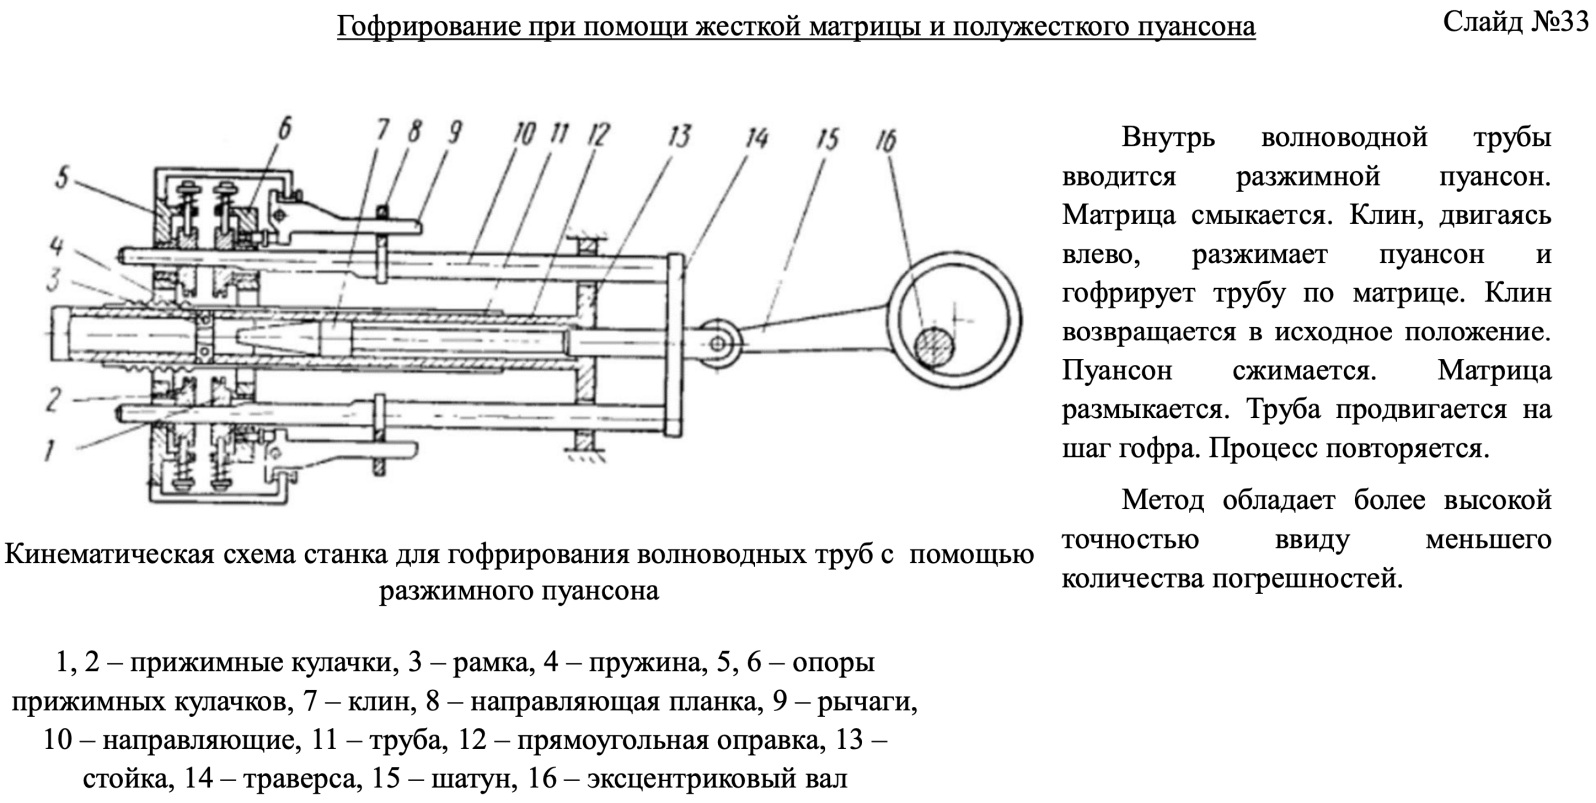 Гофрирование при помощи жесткой матрицы и полужесткого пуансона
Слайд №33
6 7 8 9 10 11 12 13 14 15 16
5
4
3
2
1
Внутрь волноводной трубы
вводится разжимной пуансон.
Матрица смыкается. Клин, двигаясь
влево, разжимает пуансон и
гофрирует трубу по матрице. Клин
возвращается в исходное положение.
Пуансон сжимается. Матрица
размыкается. Труба продвигается на
шаг гофра. Процесс повторяется.
Метод обладает более высокой
точностью ввиду меньшего
количества погрешностей.
Кинематическая схема станка для гофрирования волноводных труб с помощью
разжимного пуансона
1, 2 – прижимные кулачки, 3 – рамка, 4 – пружина, 5, 6 – опоры
прижимных кулачков, 7 – клин, 8 – направляющая планка, 9 – рычаги,
10 – направляющие, 11 – труба, 12 – прямоугольная оправка, 13 –
стойка, 14 – траверса, 15 – шатун, 16 – эксцентриковый вал